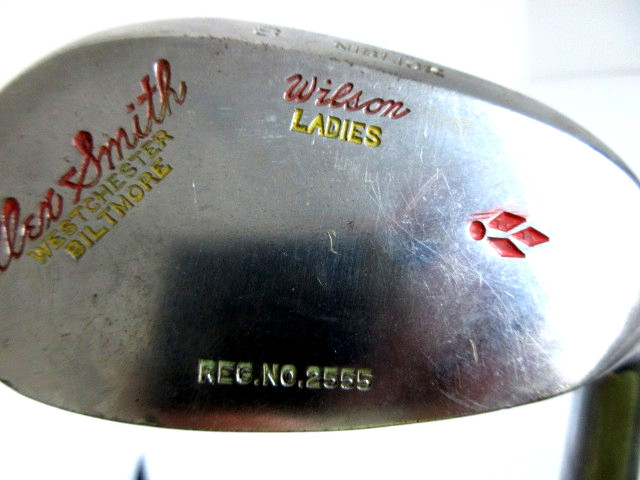 Wilson
LADIES
Alex Smith
WESTCHESTER
BILTMORE
REG.NO.2555